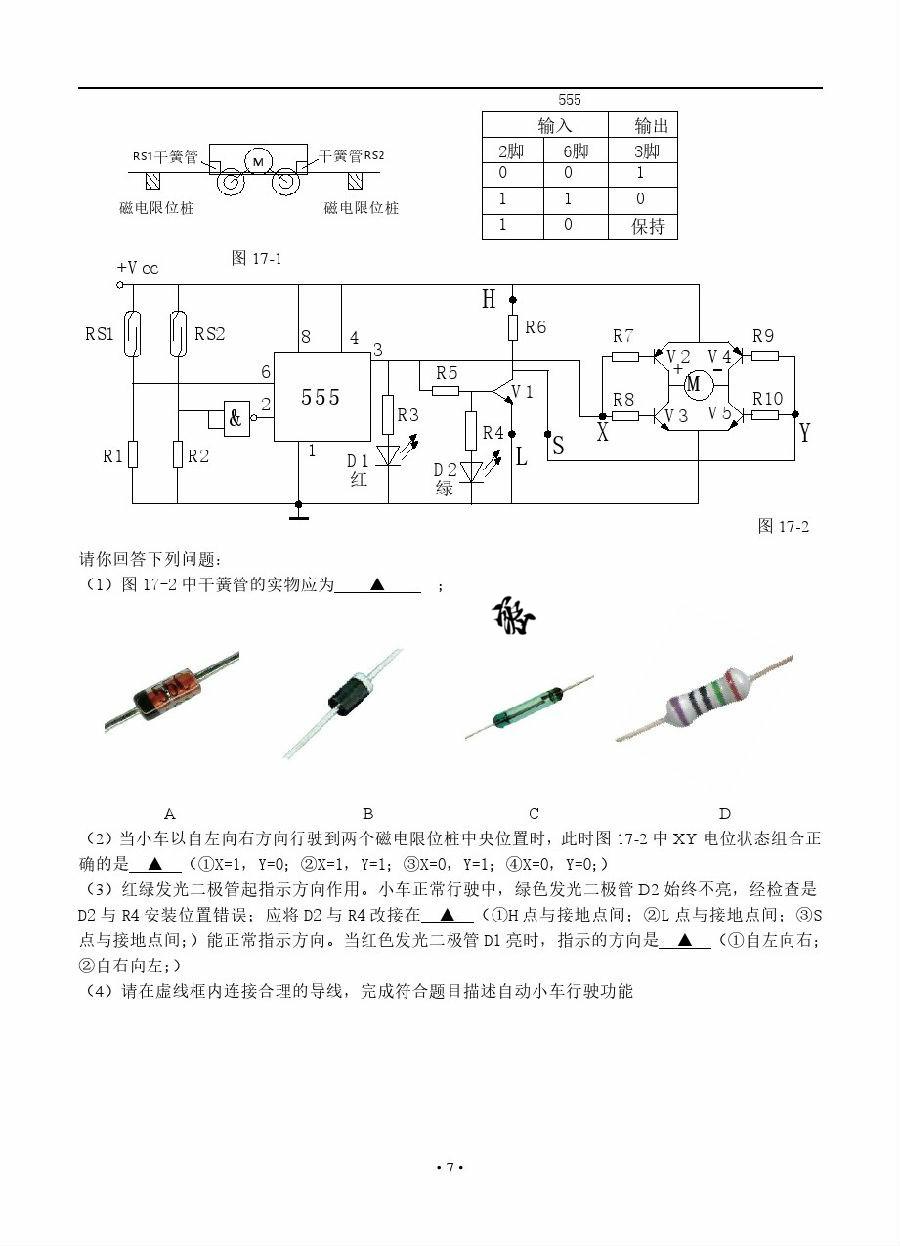 555
输入 输出
2脚 6脚 3脚
0 0 1
1 1 0
1 0 保持
RS1干簧管 M 干簧管RS2
磁电限位桩 磁电限位桩
图 17-1
+Vcc
H
RS1 RS2 8 4 3 R6 R7 R9
6 R5 V2 V4
+ M -
555 V1
& 2 R3 R8 V3 V5 R10
R4 X Y
R1 R2 1 D1 L S
红 D2
绿
图 17-2
请你回答下列问题：
（1）图 17-2 中干簧管的实物应为 ▲ ；
A B C D
（2）当小车以自左向右方向行驶到两个磁电限位桩中央位置时，此时图 17-2 中 XY 电位状态组合正
确的是 ▲ （①X=1，Y=0；②X=1，Y=1；③X=0，Y=1；④X=0，Y=0；）
（3）红绿发光二极管起指示方向作用。小车正常行驶中，绿色发光二极管 D2 始终不亮，经检查是
D2 与 R4 安装位置错误；应将 D2 与 R4 改接在 ▲ （①H 点与接地点间；②L 点与接地点间；③S
点与接地点间；）能正常指示方向。当红色发光二极管 D1 亮时，指示的方向是 ▲ （①自左向右；
②自右向左；）
（4）请在虚线框内连接合理的导线，完成符合题目描述自动小车行驶功能
• 7 •